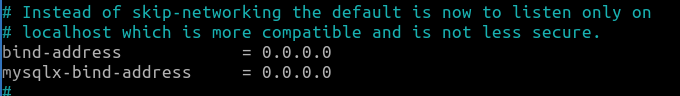 # Instead of skip-networking the default is now to listen only on
# localhost which is more compatible and is not less secure.
bind-address            = 0.0.0.0
mysqlx-bind-address     = 0.0.0.0
#